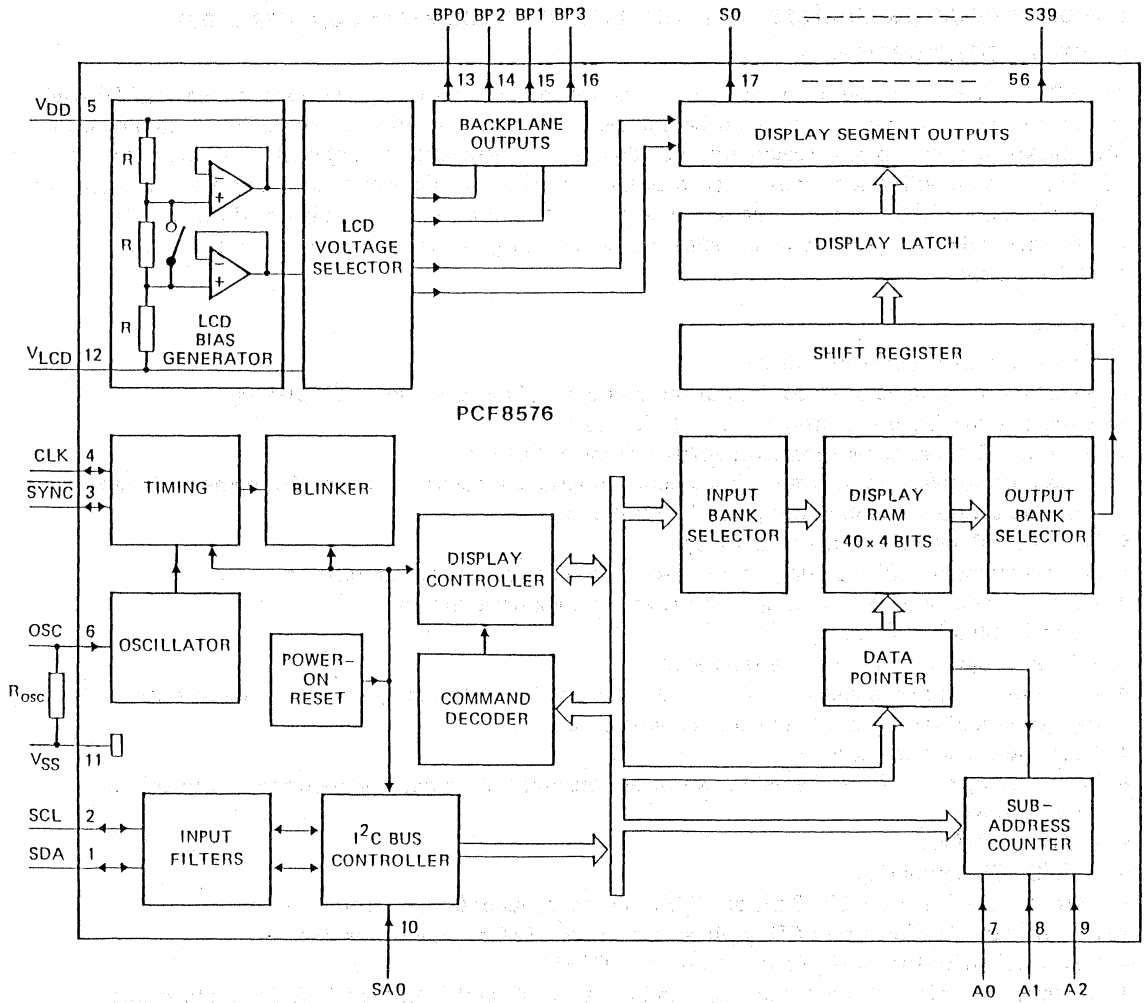 BP0 BP2 BP1 BP3 S0 S39
13 14 15 16 17 56
VDD 5
BACKPLANE
OUTPUTS
DISPLAY SEGMENT OUTPUTS
R
-
+
R
-
+
R
LCD
BIAS
GENERATOR
LCD
VOLTAGE
SELECTOR
DISPLAY LATCH
VLCD 12
SHIFT REGISTER
PCF8576
CLK 4
SYNC 3
TIMING
BLINKER
INPUT
BANK
SELECTOR
DISPLAY
RAM
40 x 4 BITS
OUTPUT
BANK
SELECTOR
DISPLAY
CONTROLLER
OSC 6
OSCILLATOR
Rosc
POWER-
ON
RESET
COMMAND
DECODER
DATA
POINTER
VSS 11
SCL 2
SDA 1
INPUT
FILTERS
I²C BUS
CONTROLLER
SUB-
ADDRESS
COUNTER
10 7 8 9
SA0 A0 A1 A2